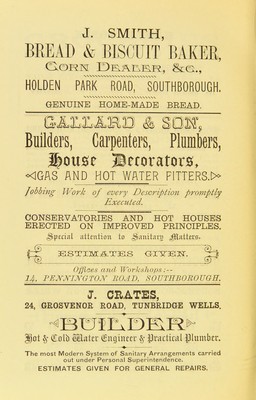 J. SMITH,
BREAD & BISCUIT BAKER,
CORN DEALER, &C.,
HOLDEN PARK ROAD, SOUTHBOROUGH.
GENUINE HOME-MADE BREAD.
GALLARD & SON,
Builders, Carpenters, Plumbers,
House Decorators,
GAS AND HOT WATER FITTERS.
Jobbing Work of every Description promptly
Executed.
CONSERVATORIES AND HOT HOUSES
ERECTED ON IMPROVED PRINCIPLES.
Special attention to Sanitary Matters.
ESTIMATES GIVEN.
Offices and Workshops:—
14, PENNINGTON ROAD, SOUTHBOROUGH.
J. CRATES,
24, GROSVENOR ROAD, TUNBRIDGE WELLS,
BUILDER
Hot & Cold Water Engineer & Practical Plumber.
The most Modern System of Sanitary Arrangements carried
out under Personal Superintendence.
ESTIMATES GIVEN FOR GENERAL REPAIRS.